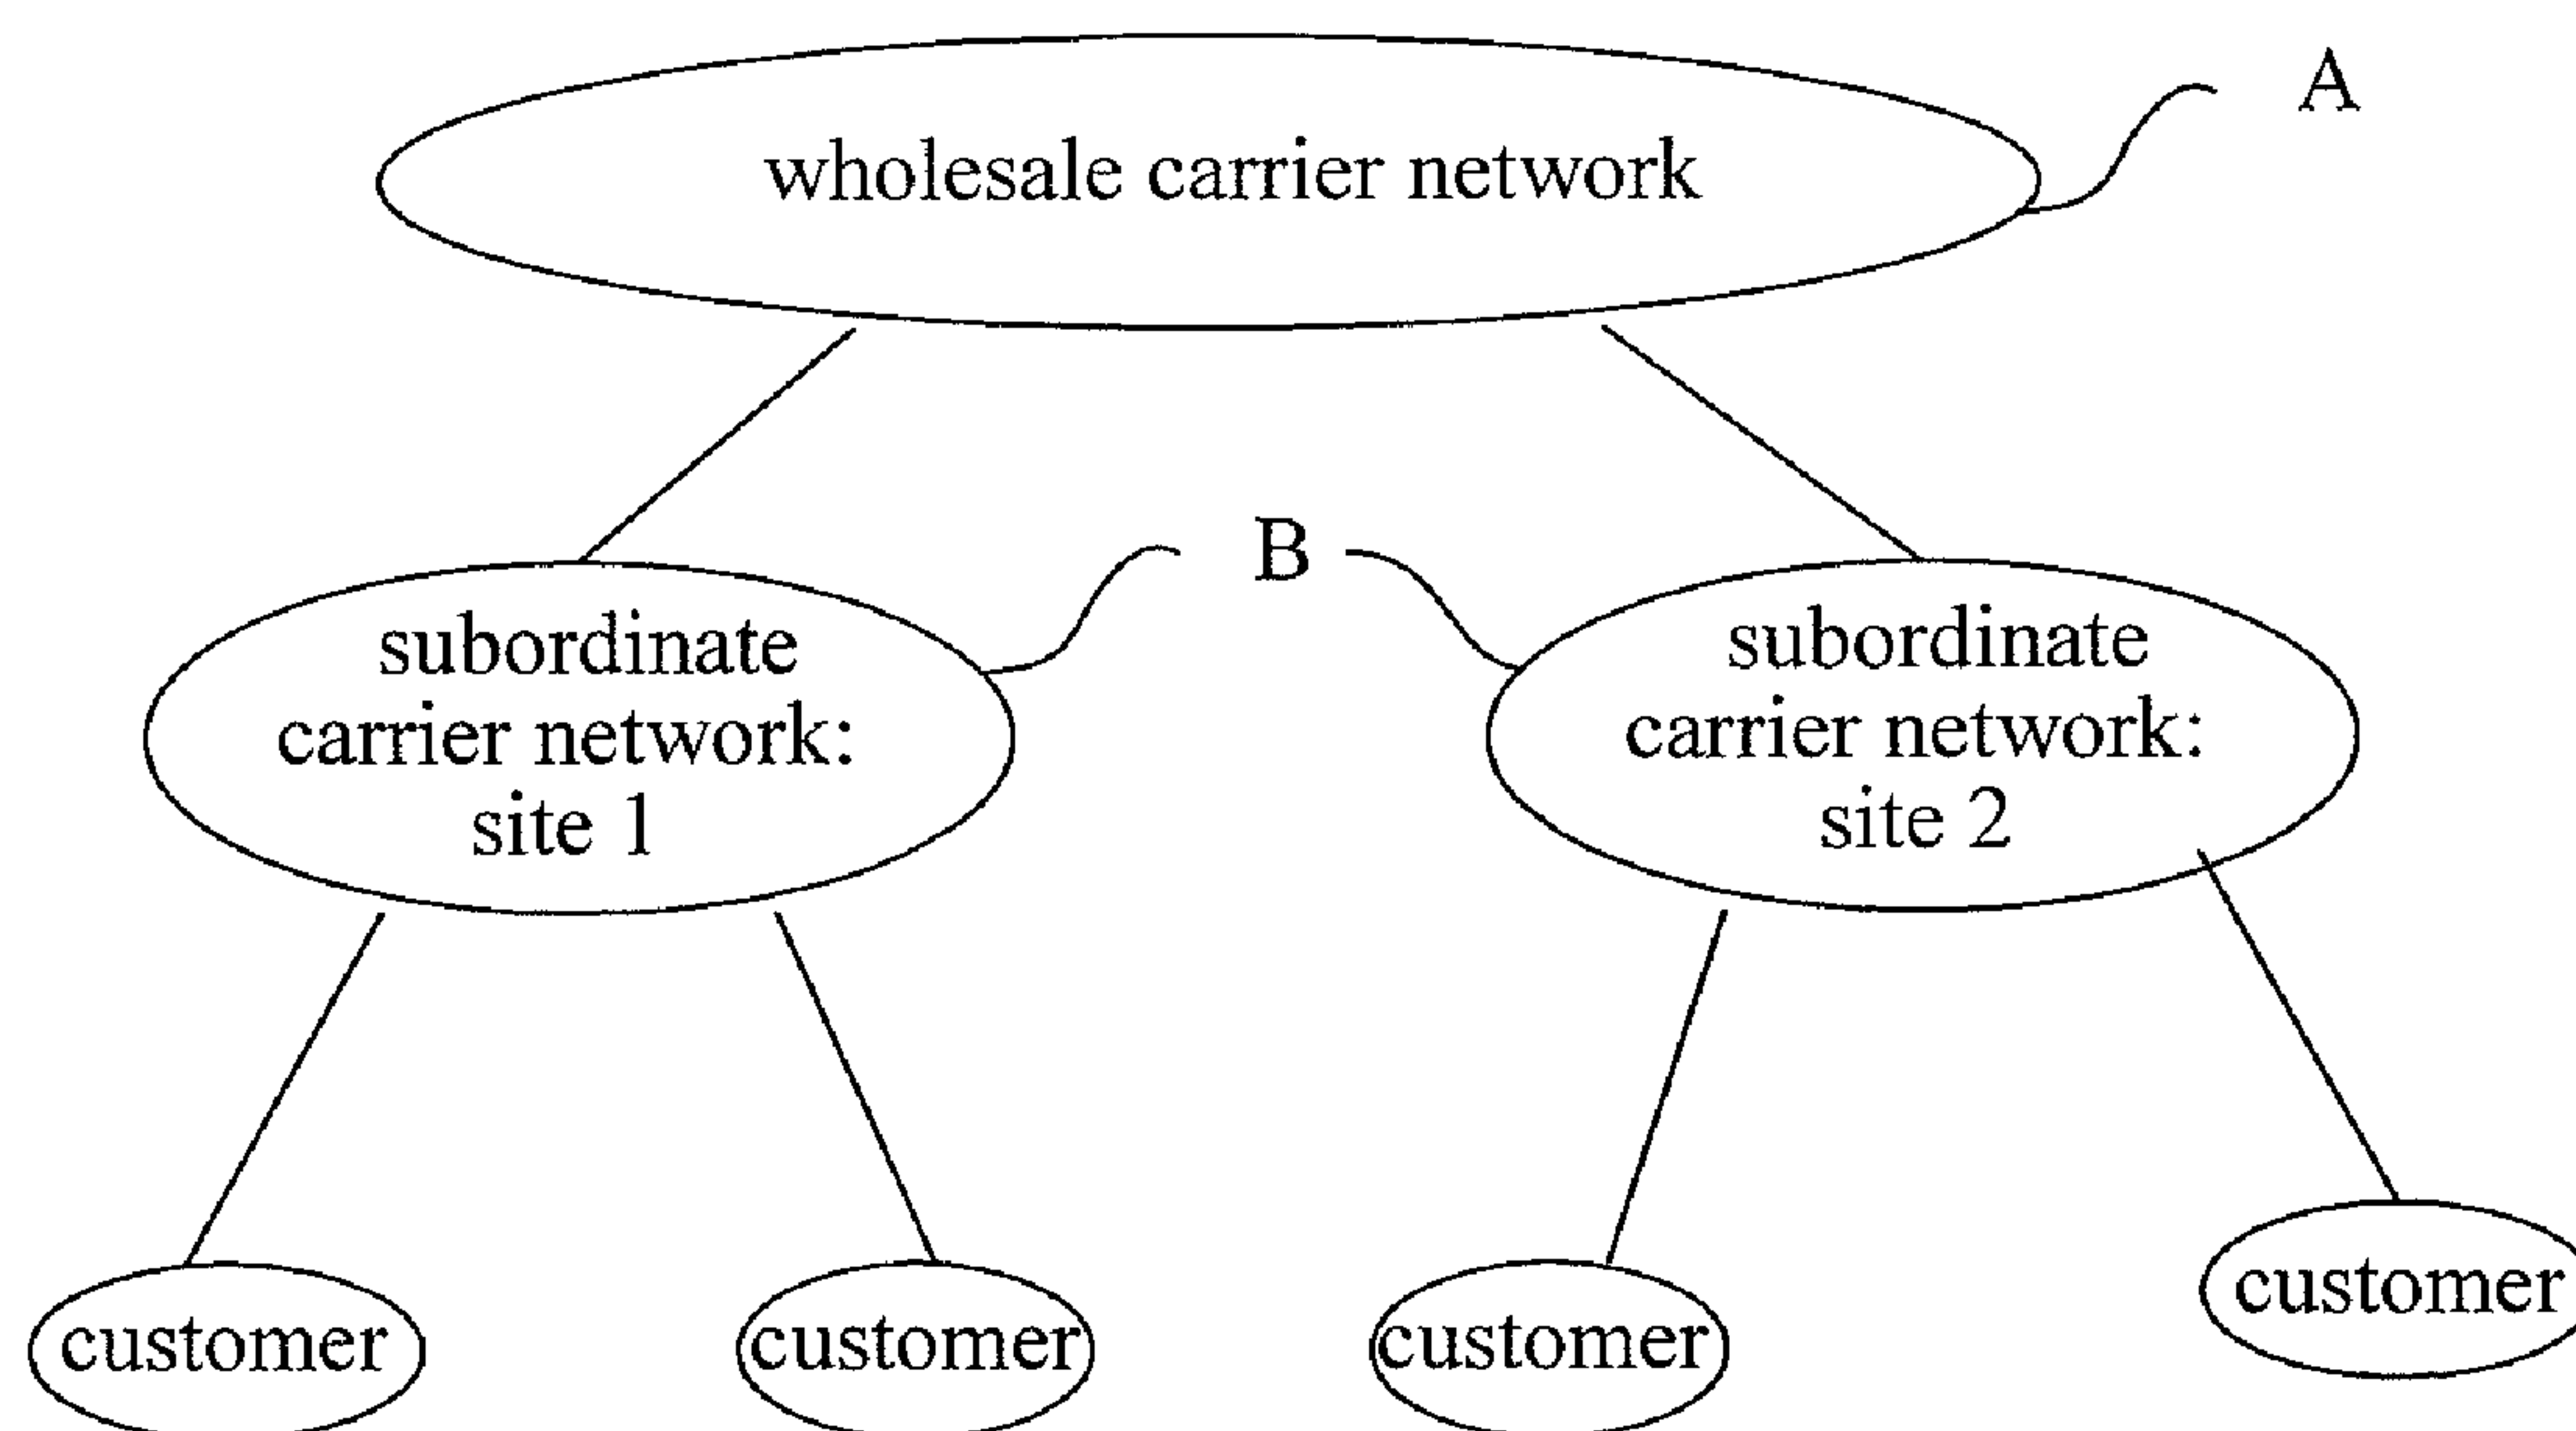 A
wholesale carrier network
B
subordinate
carrier network:
site 1
subordinate
carrier network:
site 2
customer
customer
customer
customer